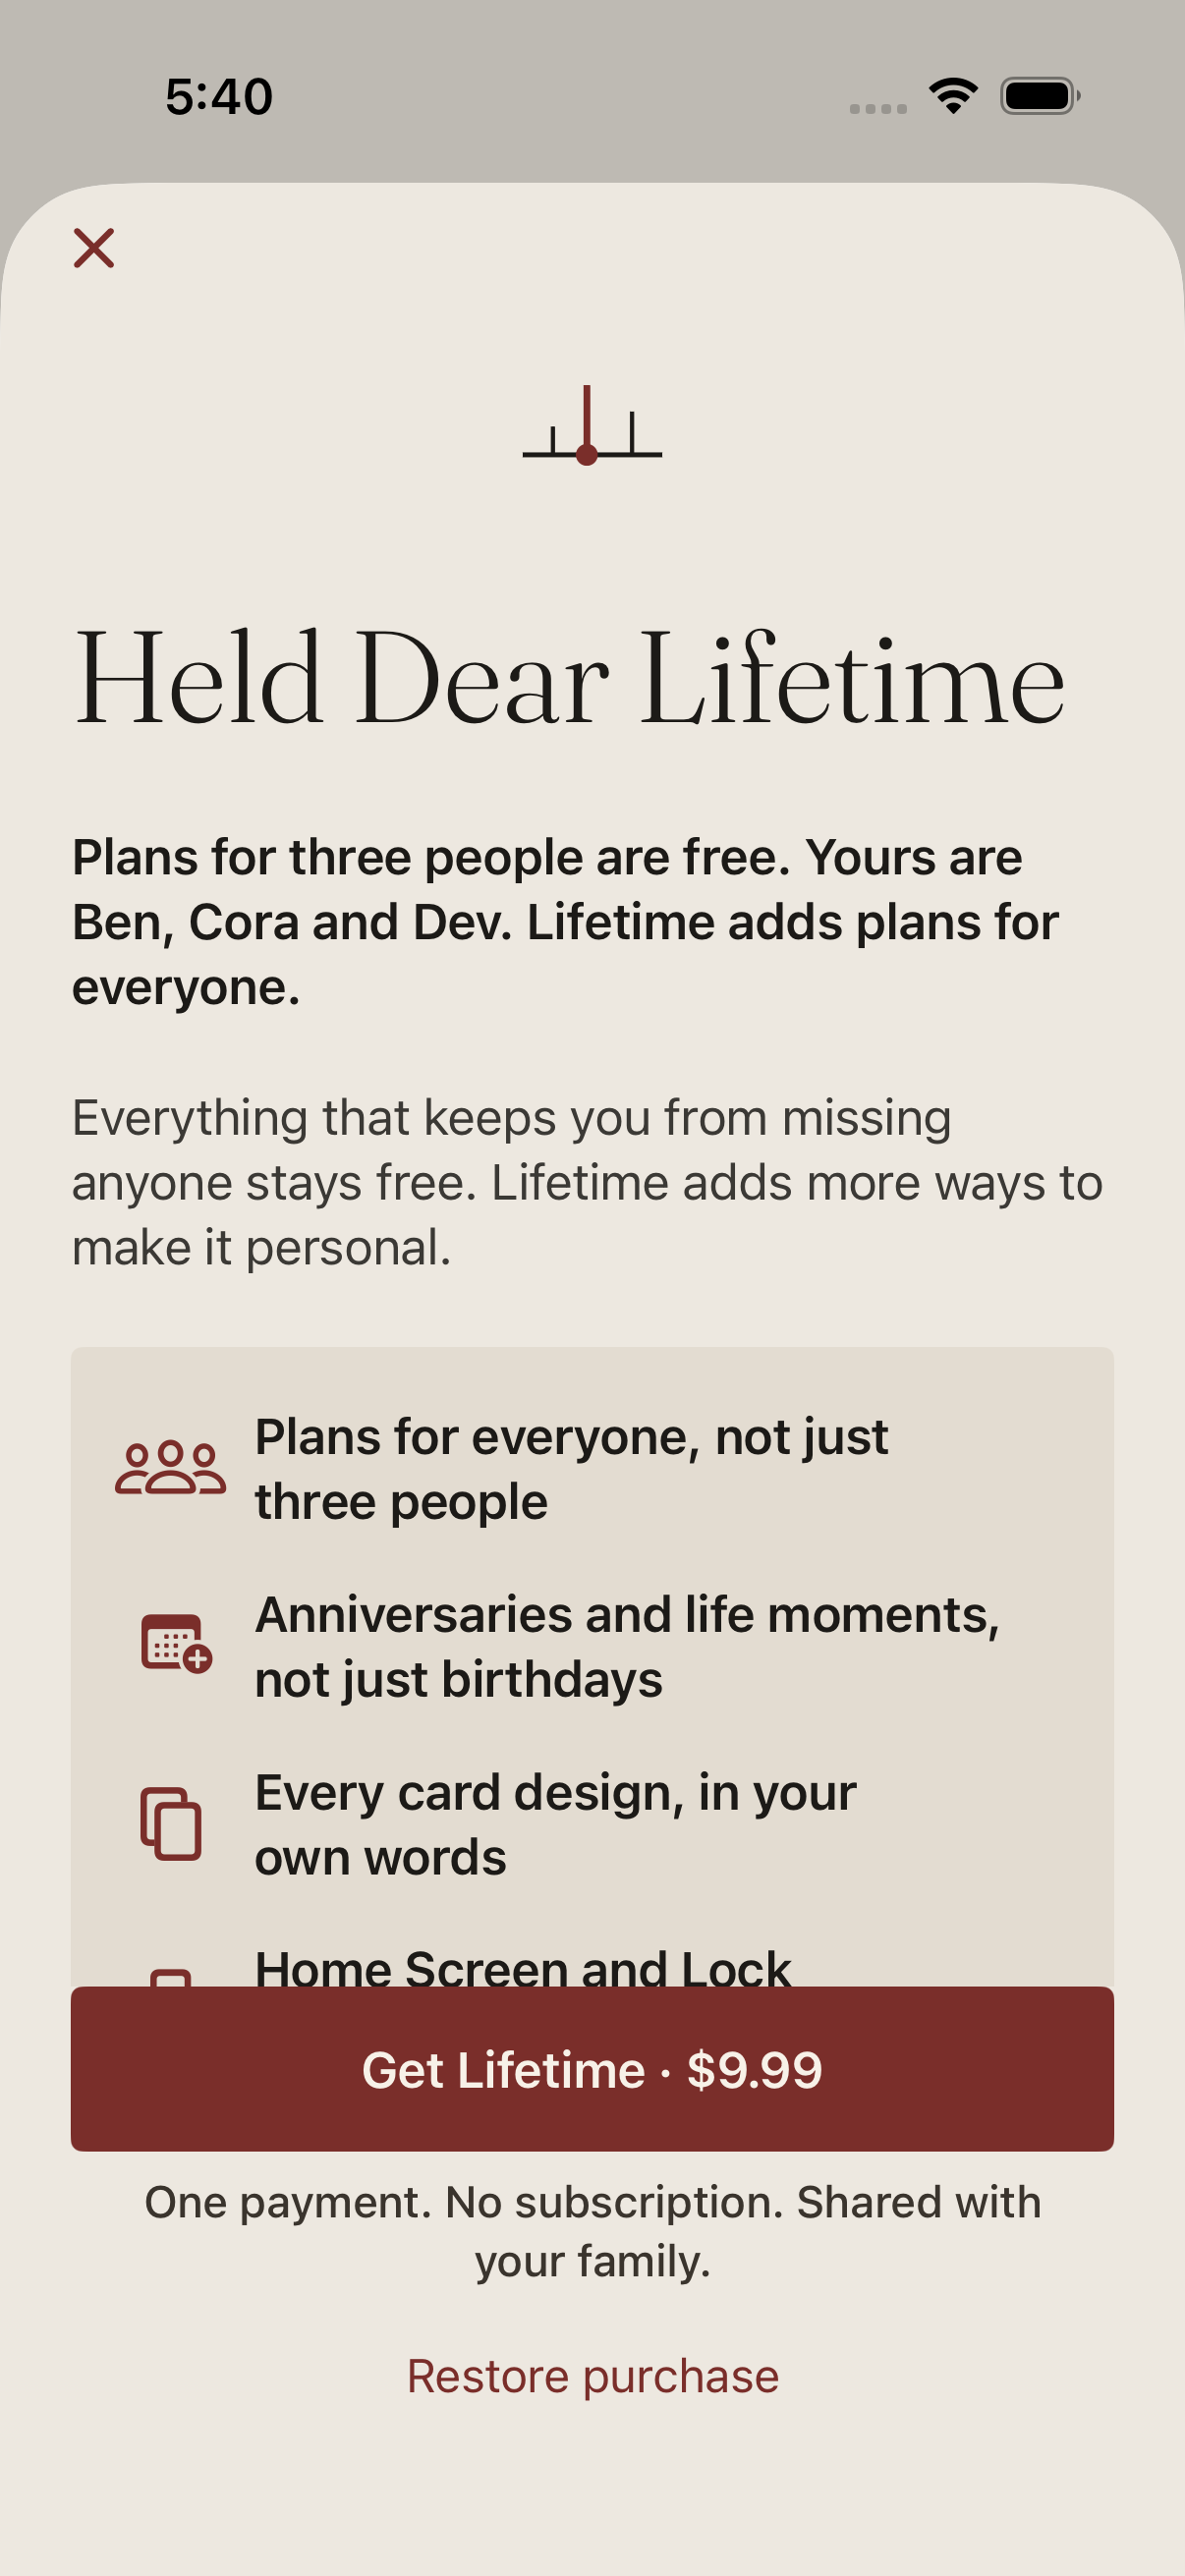 5:40
Held Dear Lifetime
Plans for three people are free. Yours are
Ben, Cora and Dev. Lifetime adds plans for
everyone.
Everything that keeps you from missing
anyone stays free. Lifetime adds more ways to
make it personal.
Plans for everyone, not just
three people
Anniversaries and life moments,
not just birthdays
Every card design, in your
own words
Home Screen and Lock
Get Lifetime · $9.99
One payment. No subscription. Shared with
your family.
Restore purchase